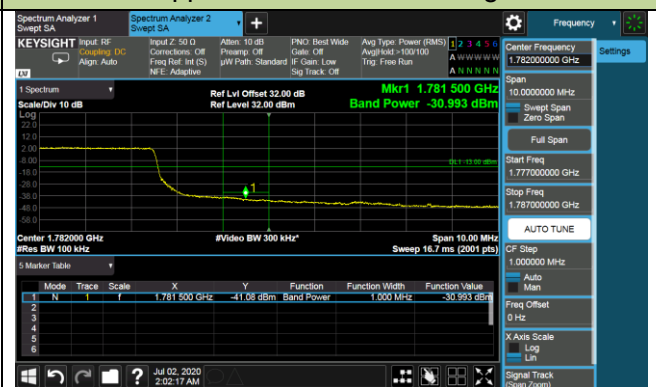 Spectrum Analyzer 1
Swept SA
Spectrum Analyzer 2
Swept SA
Frequency
KEYSIGHT
Input: RF
Coupling: DC
Align: Auto
Input Z: 50 Ω
Corrections: Off
Freq Ref: Int (S)
NFE: Adaptive
Atten: 10 dB
Preamp: Off
µW Path: Standard
PNO: Best Wide
Gate: Off
IF Gain: Low
Sig Track: Off
Avg Type: Power (RMS)
Avg|Hold:>100/100
Trig: Free Run
1 2 3 4 5 6
A W W W W W
A N N N N N
LXI
1 Spectrum
Scale/Div 10 dB
Log
Ref Lvl Offset 32.00 dB
Ref Level 32.00 dBm
Mkr1 1.781 500 GHz
Band Power -30.993 dBm
22.0
12.0
2.00
-8.00
-18.0
-28.0
-38.0
-48.0
-58.0
DL1 -13.00 dBm
1
Center 1.782000 GHz
#Res BW 100 kHz
#Video BW 300 kHz*
Span 10.00 MHz
Sweep 16.7 ms (2001 pts)
5 Marker Table
Mode Trace Scale X Y Function Function Width Function Value
1 N 1 f 1.781 500 GHz -41.08 dBm Band Power 1.000 MHz -30.993 dBm
2
3
4
5
6
Jul 02, 2020
2:02:17 AM
Center Frequency
1.782000000 GHz
Settings
Span
10.0000000 MHz
Swept Span
Zero Span
Full Span
Start Freq
1.777000000 GHz
Stop Freq
1.787000000 GHz
AUTO TUNE
CF Step
1.000000 MHz
Auto
Man
Freq Offset
0 Hz
X Axis Scale
Log
Lin
Signal Track
(Span Zoom)